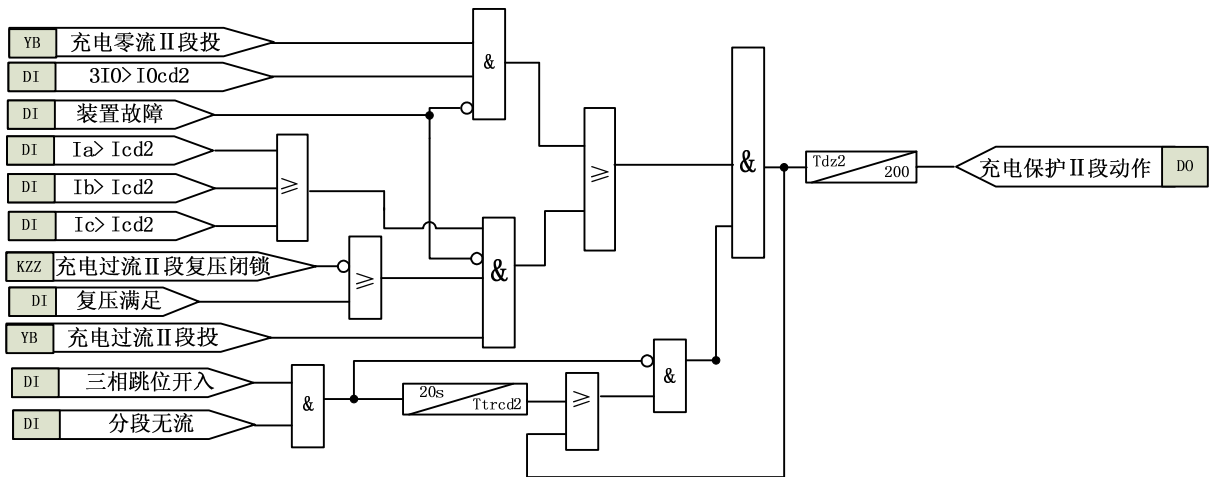 YB 充电零流Ⅱ段投
DI 3I0>I0cd2
DI 装置故障
DI Ia>Icd2
DI Ib>Icd2
DI Ic>Icd2
KZZ 充电过流Ⅱ段复压闭锁
DI 复压满足
YB 充电过流Ⅱ段投
DI 三相跳位开入
DI 分段无流
&
≥
≥
&
≥
&
Tdz2
200
充电保护Ⅱ段动作 DO
&
20s
Ttrcd2
≥
&